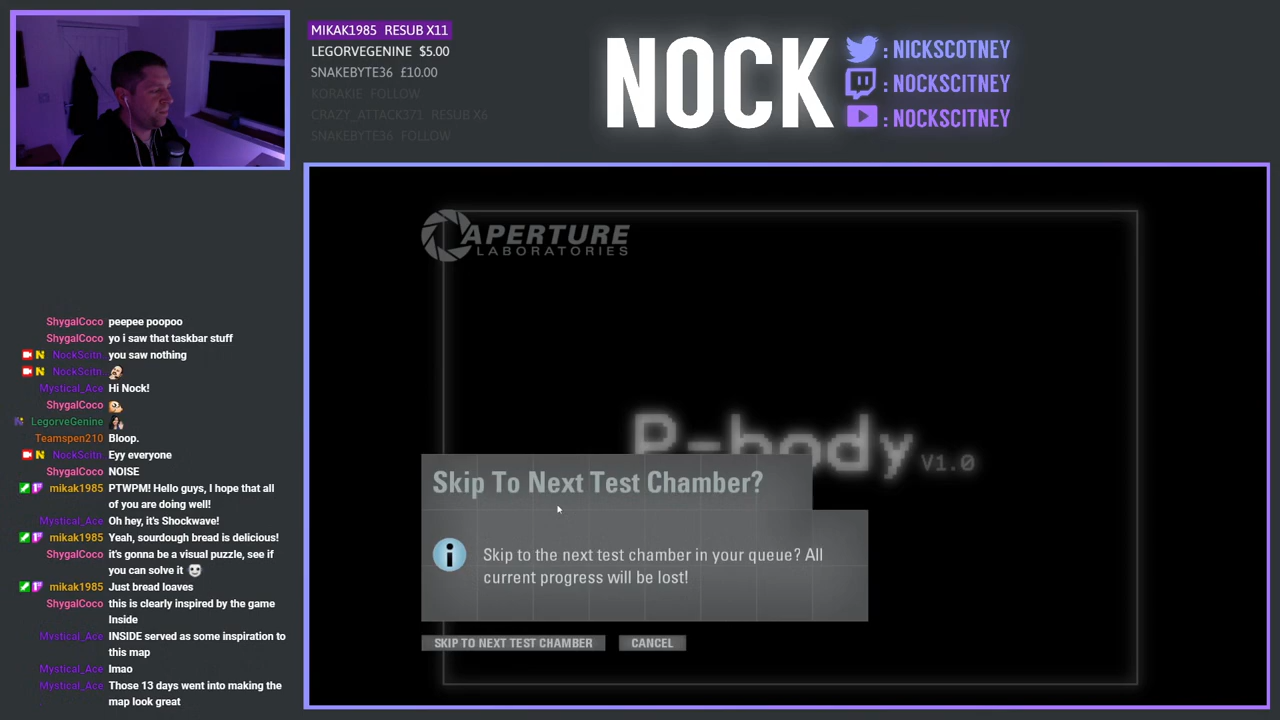 MIKAK1985 RESUB X11
LEGORVEGENINE $5.00
SNAKEBYTE36 £10.00
KORAKIE FOLLOW
CRAZY_ATTACK371 RESUB X6
SNAKEBYTE36 FOLLOW
NOCK
: NICKSCOTNEY
: NOCKSCITNEY
: NOCKSCITNEY
APERTURE
LABORATORIES
P-body V1.0
Skip To Next Test Chamber?
Skip to the next test chamber in your queue? All
current progress will be lost!
SKIP TO NEXT TEST CHAMBER
CANCEL
ShygalCoco peepee poopoo
ShygalCoco yo i saw that taskbar stuff
NockScitn you saw nothing
NockScitn
Mystical_Ace Hi Nock!
ShygalCoco
LegorveGenine
Teamspen210 Bloop.
NockScitn Eyy everyone
ShygalCoco NOISE
mikak1985 PTWPM! Hello guys, I hope that all
of you are doing well!
Mystical_Ace Oh hey, it's Shockwave!
mikak1985 Yeah, sourdough bread is delicious!
ShygalCoco it's gonna be a visual puzzle, see if
you can solve it
mikak1985 Just bread loaves
ShygalCoco this is clearly inspired by the game
Inside
Mystical_Ace INSIDE served as some inspiration to
this map
Mystical_Ace lmao
Mystical_Ace Those 13 days went into making the
map look great